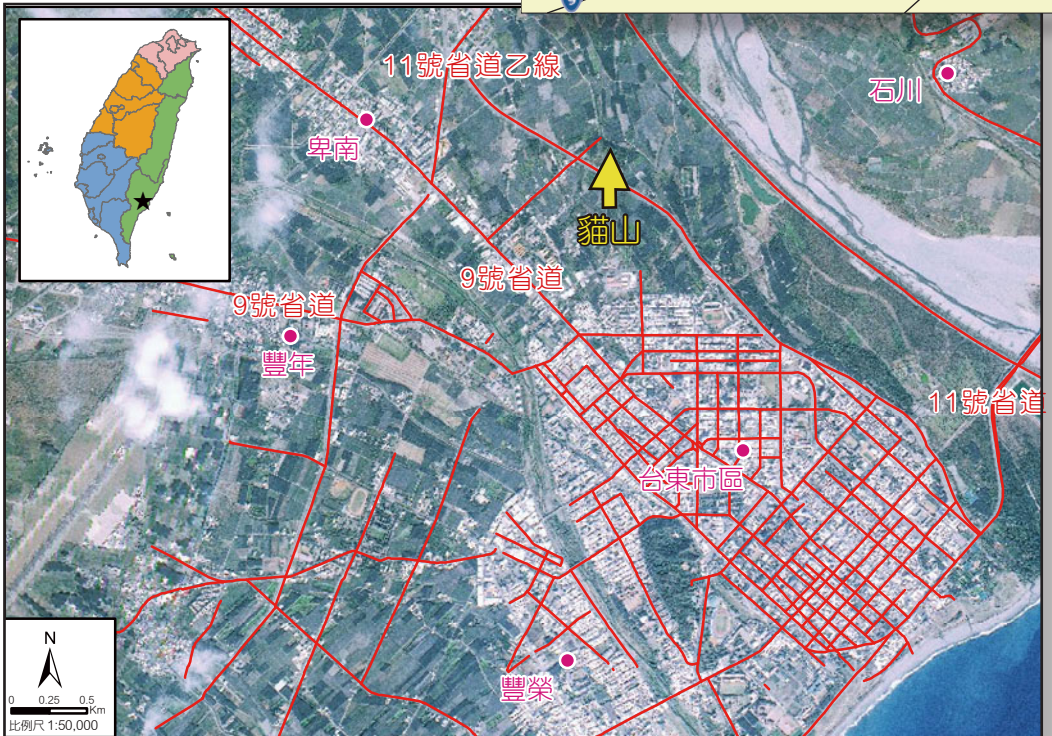 9
11號省道乙線
石川
卑南
貓山
9號省道
9號省道
豐年
11號省道
台東市區
豐榮
N
0 0.25 0.5
Km
比例尺 1:50,000